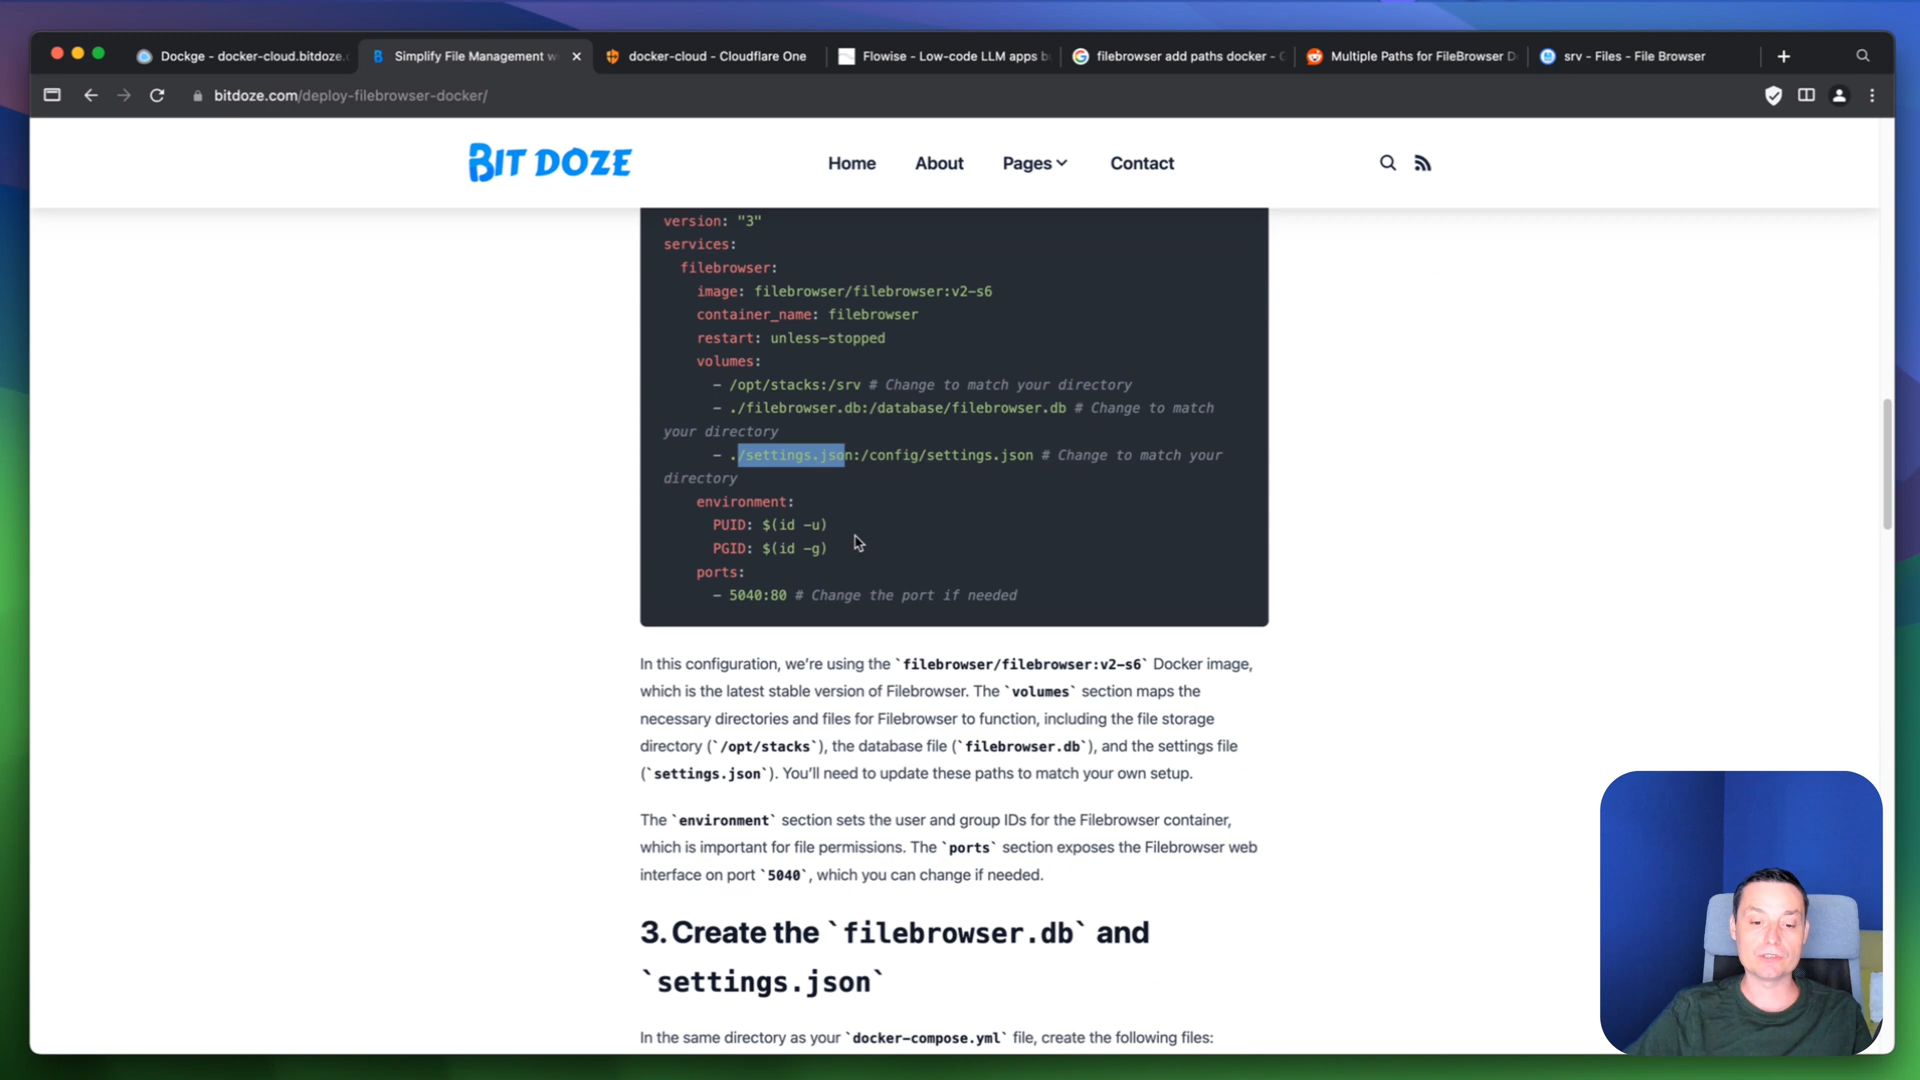 Dockge - docker-cloud.bitdoze.
Simplify File Management w
docker-cloud - Cloudflare One
Flowise - Low-code LLM apps b
filebrowser add paths docker - G
Multiple Paths for FileBrowser D
srv - Files - File Browser
bitdoze.com/deploy-filebrowser-docker/
BIT DOZE
Home
About
Pages
Contact
version: "3"
services:
filebrowser:
image: filebrowser/filebrowser:v2-s6
container_name: filebrowser
restart: unless-stopped
volumes:
- /opt/stacks:/srv # Change to match your directory
- ./filebrowser.db:/database/filebrowser.db # Change to match
your directory
- ./settings.json:/config/settings.json # Change to match your
directory
environment:
PUID: $(id -u)
PGID: $(id -g)
ports:
- 5040:80 # Change the port if needed
In this configuration, we're using the `filebrowser/filebrowser:v2-s6` Docker image,
which is the latest stable version of Filebrowser. The `volumes` section maps the
necessary directories and files for Filebrowser to function, including the file storage
directory (`/opt/stacks`), the database file (`filebrowser.db`), and the settings file
(`settings.json`). You'll need to update these paths to match your own setup.
The `environment` section sets the user and group IDs for the Filebrowser container,
which is important for file permissions. The `ports` section exposes the Filebrowser web
interface on port `5040`, which you can change if needed.
3. Create the `filebrowser.db` and
`settings.json`
In the same directory as your `docker-compose.yml` file, create the following files: